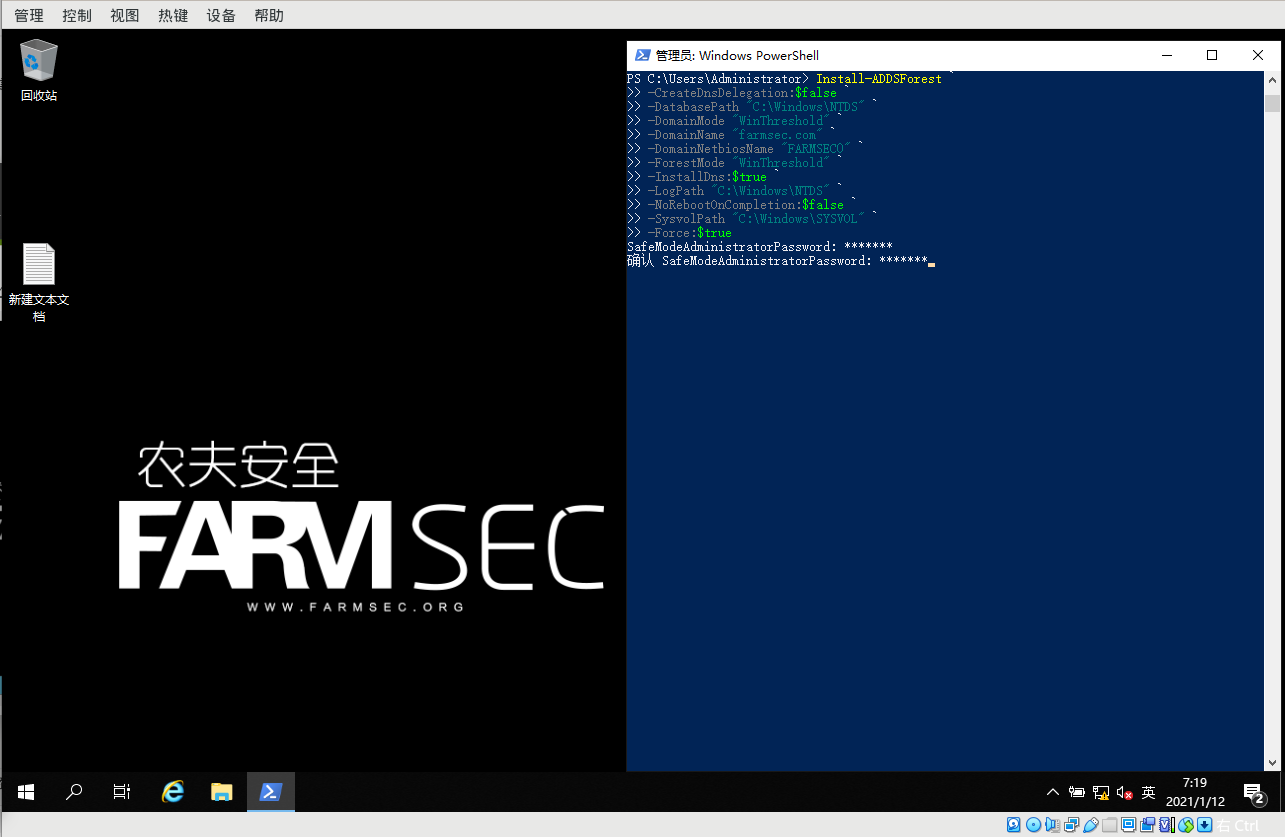 管理 控制 视图 热键 设备 帮助
回收站
新建文本文
档
农夫安全
FARMSEC
WWW.FARMSEC.ORG
管理员: Windows PowerShell
PS C:\Users\Administrator> Install-ADDSForest `
>> -CreateDnsDelegation:$false `
>> -DatabasePath "C:\Windows\NTDS" `
>> -DomainMode "WinThreshold" `
>> -DomainName "farmsec.com" `
>> -DomainNetbiosName "FARMSECO" `
>> -ForestMode "WinThreshold" `
>> -InstallDns:$true `
>> -LogPath "C:\Windows\NTDS" `
>> -NoRebootOnCompletion:$false `
>> -SysvolPath "C:\Windows\SYSVOL" `
>> -Force:$true
SafeModeAdministratorPassword: *******
确认 SafeModeAdministratorPassword: *******
英
7:19
2021/1/12
2
右 Ctrl